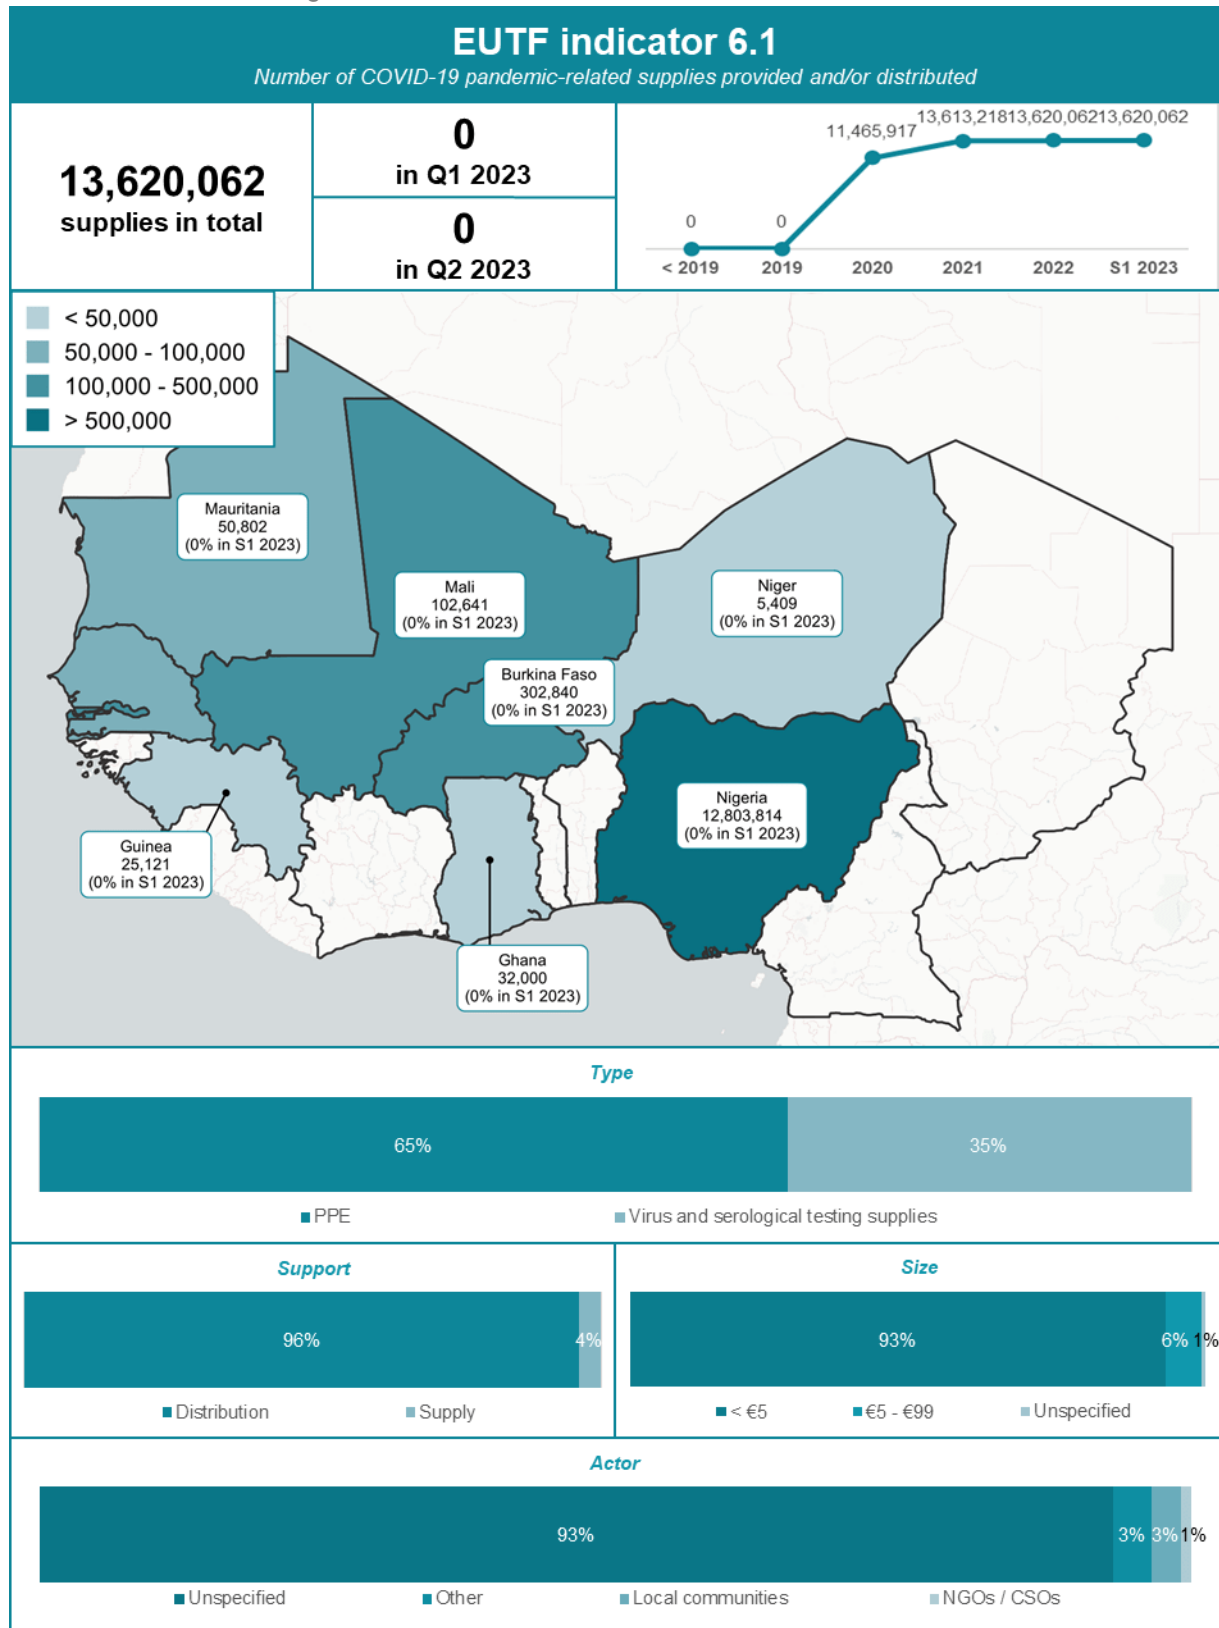 EUTF indicator 6.1
Number of COVID-19 pandemic-related supplies provided and/or distributed
13,620,062
supplies in total
0
in Q1 2023
0
in Q2 2023
0
0
11,465,917
13,613,218
13,620,062
13,620,062
< 2019
2019
2020
2021
2022
S1 2023
< 50,000
50,000 - 100,000
100,000 - 500,000
> 500,000
Mauritania
50,802
(0% in S1 2023)
Mali
102,641
(0% in S1 2023)
Niger
5,409
(0% in S1 2023)
Burkina Faso
302,840
(0% in S1 2023)
Nigeria
12,803,814
(0% in S1 2023)
Guinea
25,121
(0% in S1 2023)
Ghana
32,000
(0% in S1 2023)
Type
65%
35%
PPE
Virus and serological testing supplies
Support
96%
4%
Distribution
Supply
Size
93%
6%
1%
< €5
€5 - €99
Unspecified
Actor
93%
3%
3%
1%
Unspecified
Other
Local communities
NGOs / CSOs